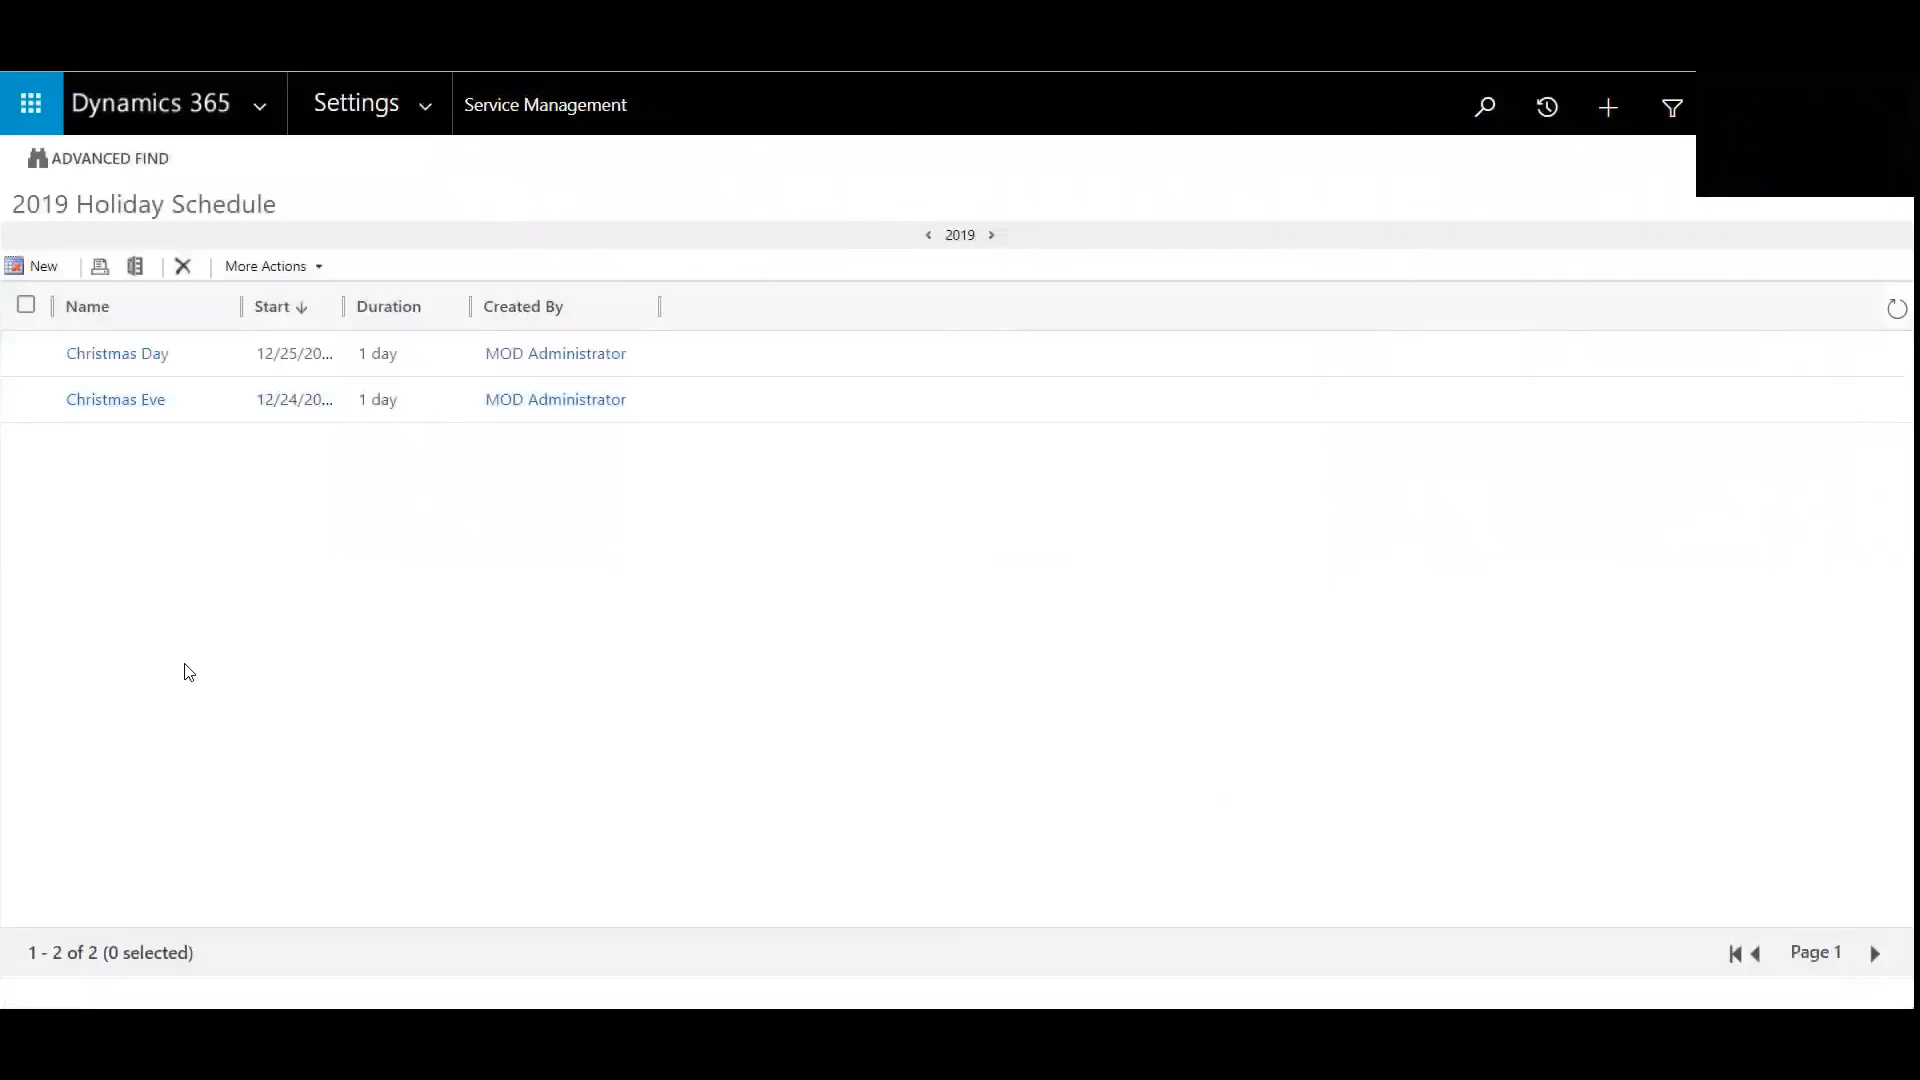 Dynamics 365 Settings Service Management
ADVANCED FIND
2019 Holiday Schedule
2019
New More Actions
Name Start Duration Created By
Christmas Day 12/25/20... 1 day MOD Administrator
Christmas Eve 12/24/20... 1 day MOD Administrator
1 - 2 of 2 (0 selected) Page 1